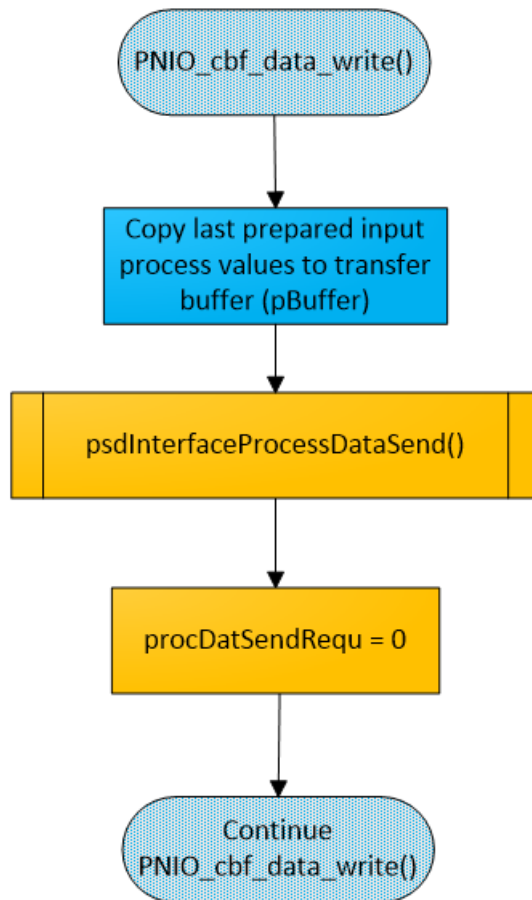 PNIO_cbf_data_write()
Copy last prepared input
process values to transfer
buffer (pBuffer)
psdInterfaceProcessDataSend()
procDatSendRequ = 0
Continue
PNIO_cbf_data_write()